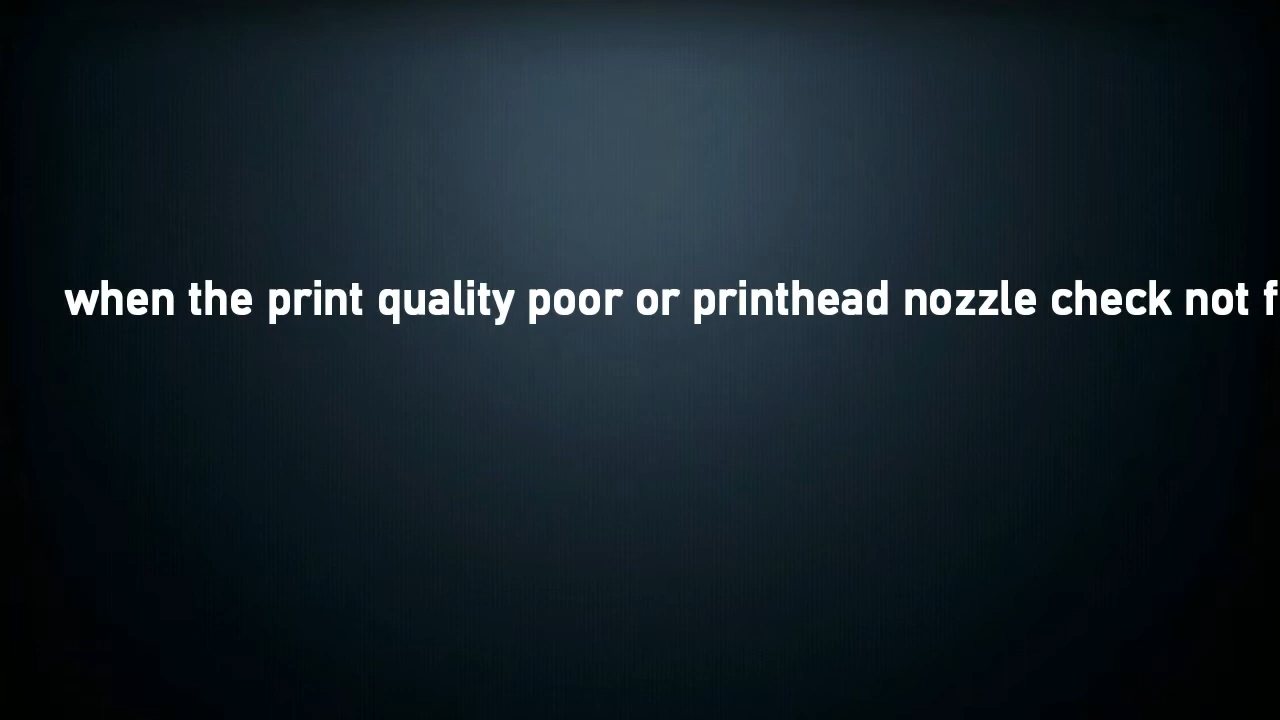 when the print quality poor or printhead nozzle check not f